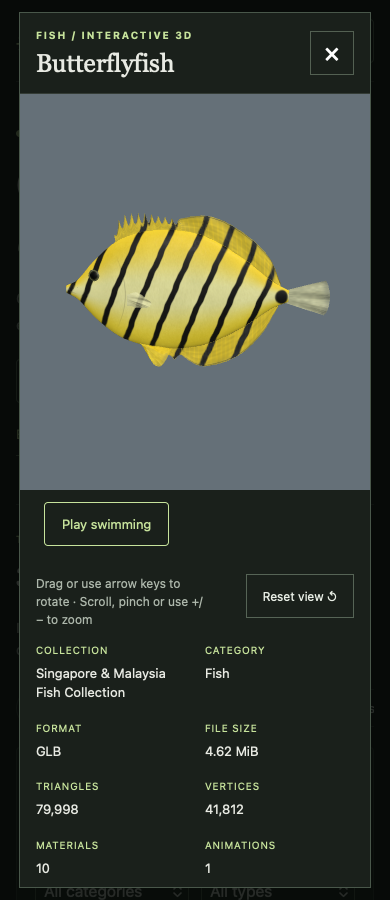 FISH / INTERACTIVE 3D
Butterflyfish
×
Play swimming
Drag or use arrow keys to
rotate · Scroll, pinch or use +/
− to zoom
Reset view ↺
COLLECTION
Singapore & Malaysia
Fish Collection
CATEGORY
Fish
FORMAT
GLB
FILE SIZE
4.62 MiB
TRIANGLES
79,998
VERTICES
41,812
MATERIALS
10
ANIMATIONS
1
All categories
All types